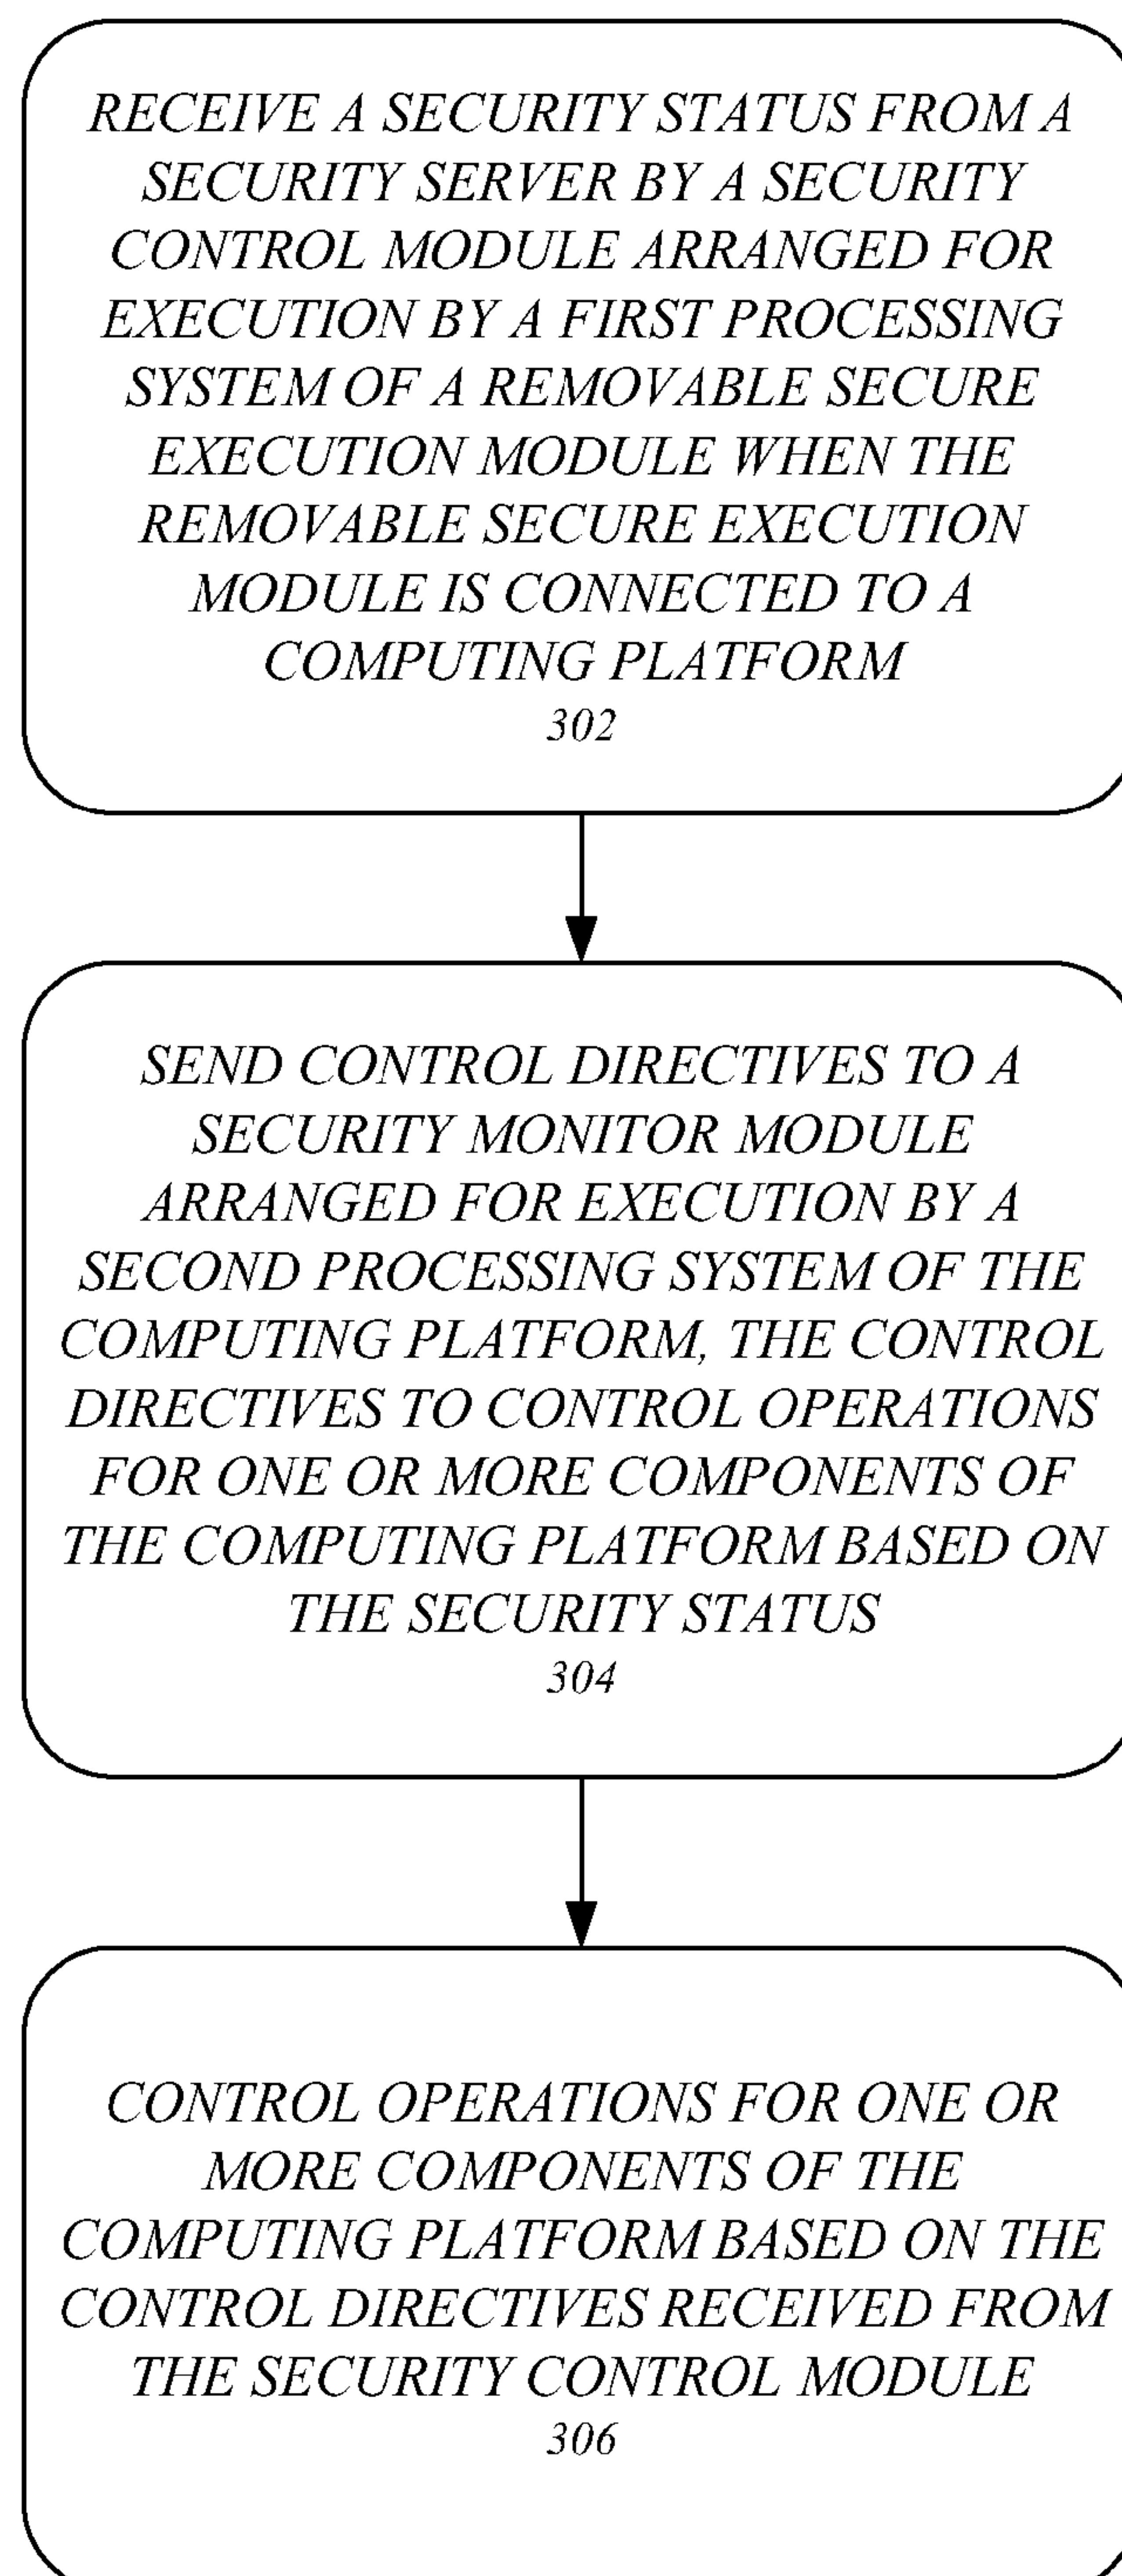 RECEIVE A SECURITY STATUS FROM A
SECURITY SERVER BY A SECURITY
CONTROL MODULE ARRANGED FOR
EXECUTION BY A FIRST PROCESSING
SYSTEM OF A REMOVABLE SECURE
EXECUTION MODULE WHEN THE
REMOVABLE SECURE EXECUTION
MODULE IS CONNECTED TO A
COMPUTING PLATFORM
302
SEND CONTROL DIRECTIVES TO A
SECURITY MONITOR MODULE
ARRANGED FOR EXECUTION BY A
SECOND PROCESSING SYSTEM OF THE
COMPUTING PLATFORM, THE CONTROL
DIRECTIVES TO CONTROL OPERATIONS
FOR ONE OR MORE COMPONENTS OF
THE COMPUTING PLATFORM BASED ON
THE SECURITY STATUS
304
CONTROL OPERATIONS FOR ONE OR
MORE COMPONENTS OF THE
COMPUTING PLATFORM BASED ON THE
CONTROL DIRECTIVES RECEIVED FROM
THE SECURITY CONTROL MODULE
306